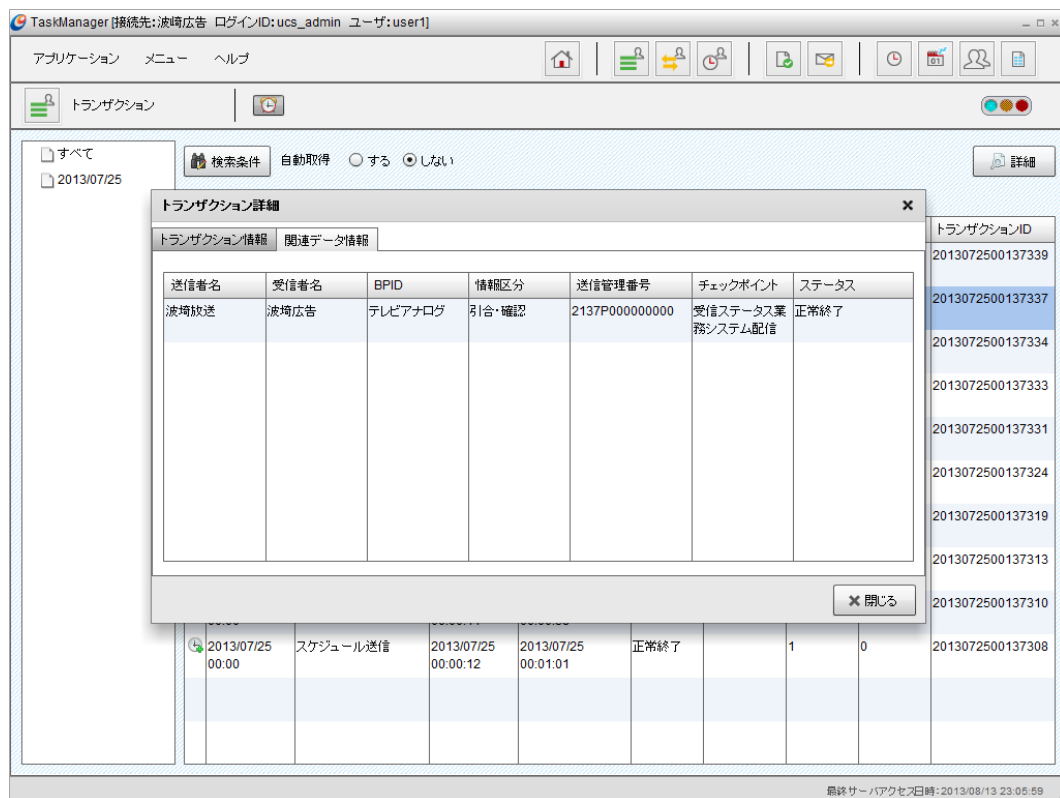 TaskManager [接続先:波崎広告 ログインID:ucs_admin ユーザ:user1]
アプリケーション メニュー ヘルプ
トランザクション
すべて
2013/07/25
検索条件 自動取得 する しない 詳細
トランザクション詳細
トランザクション情報 関連データ情報
送信者名 受信者名 BPID 情報区分 送信管理番号 チェックポイント ステータス
波埼放送 波埼広告 テレビアナログ 引合・確認 2137P000000000 受信ステータス業務システム配信 正常終了
閉じる
トランザクションID
2013072500137339
2013072500137337
2013072500137334
2013072500137333
2013072500137331
2013072500137324
2013072500137319
2013072500137313
2013072500137310
2013/07/25 00:00 スケジュール送信 2013/07/25 00:00:12 2013/07/25 00:01:01 正常終了 1 0 2013072500137308
最終サーバアクセス日時:2013/08/13 23:05:59